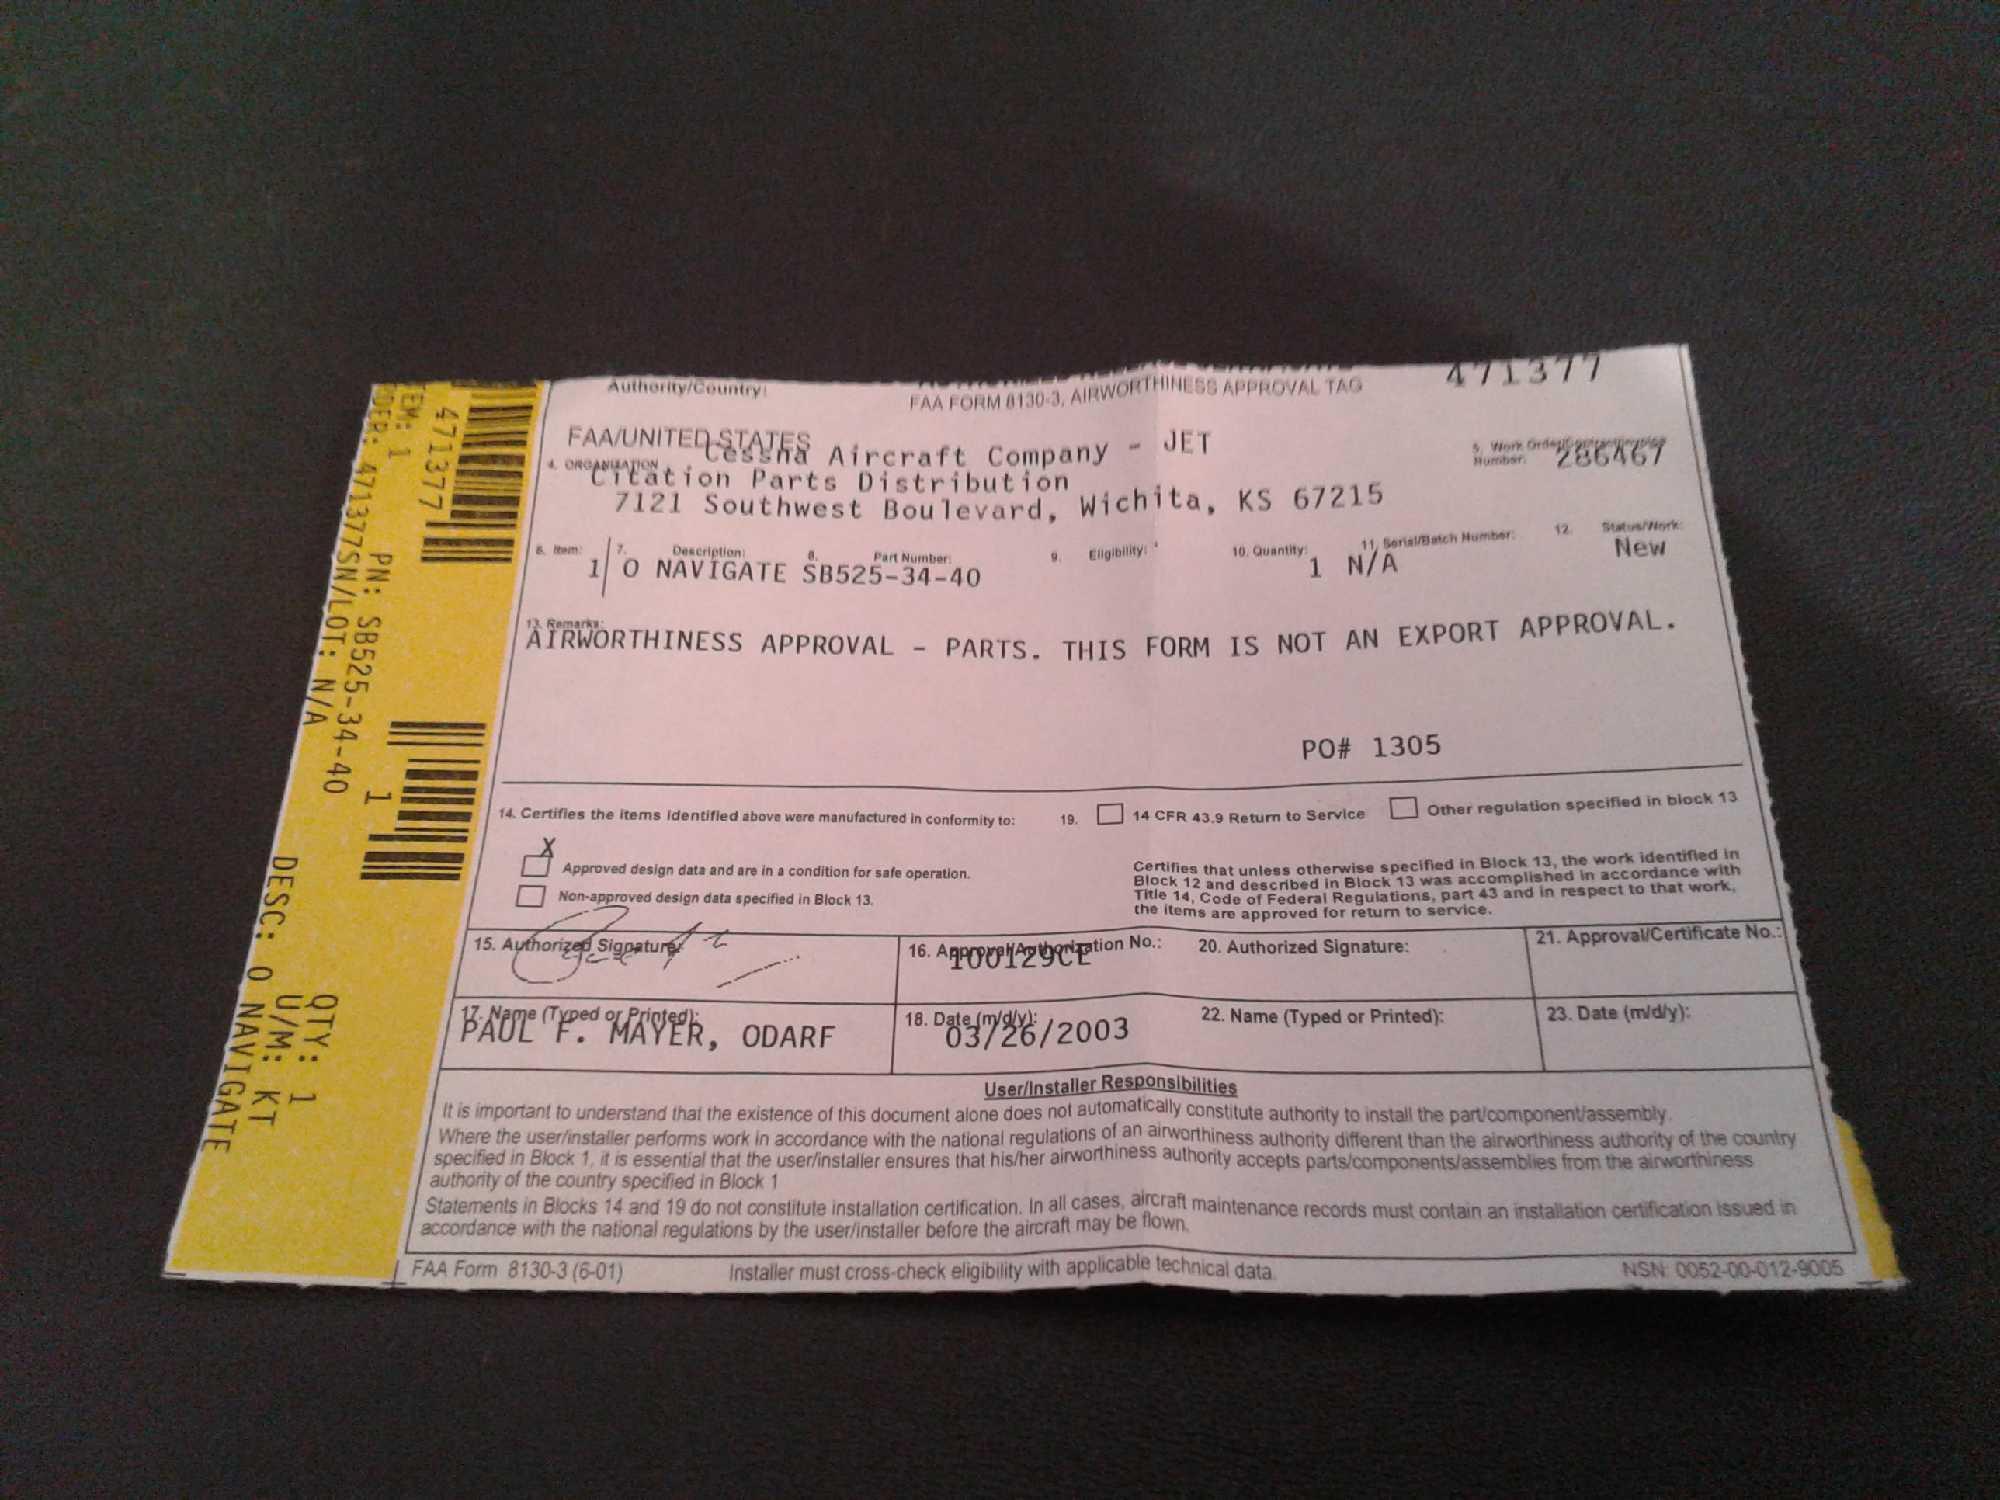 Authority/Country:
FAA FORM 8130-3, AIRWORTHINESS APPROVAL TAG
471377
FAA/UNITED STATES
4. ORGANIZATION
Cessna Aircraft Company - JET
Citation Parts Distribution
7121 Southwest Boulevard, Wichita, KS 67215
5. Work Order/Contract/Invoice
Number:
286467
6. Item: 7. Description: 8. Part Number: 9. Eligibility: 10. Quantity: 11. Serial/Batch Number: 12. Status/Work:
1 O NAVIGATE SB525-34-40 1 N/A New
13. Remarks:
AIRWORTHINESS APPROVAL - PARTS. THIS FORM IS NOT AN EXPORT APPROVAL.
PO# 1305
14. Certifies the items identified above were manufactured in conformity to:
X
Approved design data and are in a condition for safe operation.
Non-approved design data specified in Block 13.
19. 14 CFR 43.9 Return to Service Other regulation specified in block 13
Certifies that unless otherwise specified in Block 13, the work identified in
Block 12 and described in Block 13 was accomplished in accordance with
Title 14, Code of Federal Regulations, part 43 and in respect to that work,
the items are approved for return to service.
15. Authorized Signature:
16. Approval/Authorization No.:
100129CE
20. Authorized Signature:
21. Approval/Certificate No.:
17. Name (Typed or Printed):
PAUL F. MAYER, ODARF
18. Date (m/d/y):
03/26/2003
22. Name (Typed or Printed):
23. Date (m/d/y):
User/Installer Responsibilities
It is important to understand that the existence of this document alone does not automatically constitute authority to install the part/component/assembly.
Where the user/installer performs work in accordance with the national regulations of an airworthiness authority different than the airworthiness authority of the country
specified in Block 1, it is essential that the user/installer ensures that his/her airworthiness authority accepts parts/components/assemblies from the airworthiness
authority of the country specified in Block 1
Statements in Blocks 14 and 19 do not constitute installation certification. In all cases, aircraft maintenance records must contain an installation certification issued in
accordance with the national regulations by the user/installer before the aircraft may be flown.
FAA Form 8130-3 (6-01) Installer must cross-check eligibility with applicable technical data. NSN: 0052-00-012-9005
471377
EM: 1
DER: 471377SN/LOT: N/A
PN: SB525-34-40
1
QTY: 1
U/M: KT
DESC: O NAVIGATE